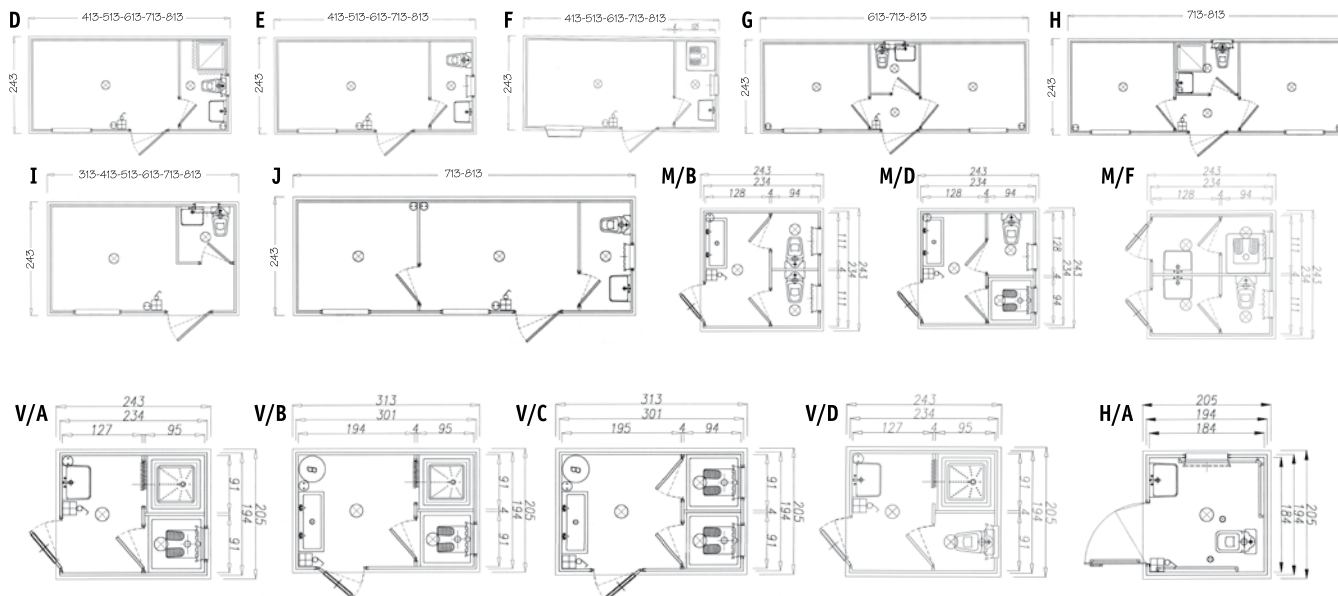 D 413-513-613-713-813 243
E 413-513-613-713-813 243
F 413-513-613-713-813 243
G 613-713-813 243
H 713-813 243
I 313-413-513-613-713-813 243
J 713-813 243
M/B 243 234 128 4 94 111 4 111 234 243
M/D 243 234 128 4 94 128 4 94 234 243
M/F 243 234 128 4 94 111 4 111 234 243
V/A 243 234 127 95 91 91 194 205
V/B 313 301 194 4 95 91 4 91 194 205 B
V/C 313 301 195 4 94 91 4 91 194 205
V/D 243 234 127 4 95 91 91 194 205
H/A 205 194 184 184 194 205